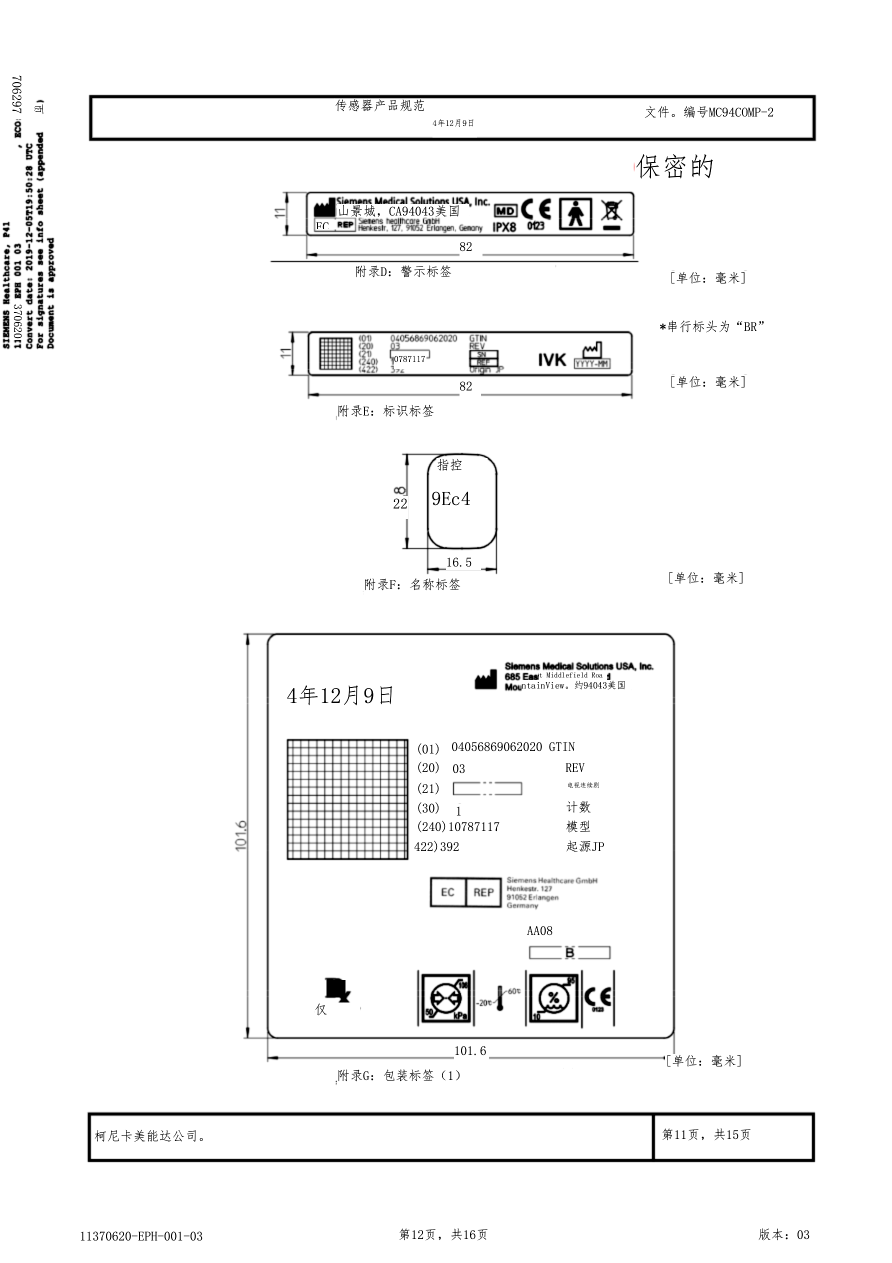 传感器产品规范
4年12月9日
文件。编号MC94COMP-2
保密的
SIEMENS Healthcare, P41
EPH 001 03
706297
, ECO:
Convert date: 2019-12-05T19:50:28 UTC
For signatures see info sheet (appended 而)
Document is approved
Siemens Medical Solutions USA, Inc.
山景城, CA94043美国
EC REP
Siemens healthcare GmbH
Henkestr, 127, 91052 Erlangen, Gemany
MD
IPX8
0123
11
82
附录D: 警示标签
[单位: 毫米]
*串行标头为“BR”
(01) 04056869062020 GTIN
(20) 03 REV
(21) SN
(240) 0787117 REF
(422) Origin JP
IVK
YYYY-MM
11
82
[单位: 毫米]
附录E: 标识标签
指控
9Ec4
22
8
16.5
附录F: 名称标签
[单位: 毫米]
Siemens Medical Solutions USA, Inc.
685 East Middlefield Roa
MountainView。约94043美国
4年12月9日
(01) 04056869062020 GTIN
(20) 03 REV
(21) 电视连续剧
(30) 1 计数
(240)10787117 模型
422)392 起源JP
101,6
EC REP
Siemens Healthcare GmbH
Henkestr. 127
91052 Erlangen
Germany
AA08
B
仅
50 106 kPa
-20℃ 60℃
10 95 %
0123
101.6
[单位: 毫米]
附录G: 包装标签（1）
柯尼卡美能达公司。
第11页, 共15页
11370620-EPH-001-03
第12页, 共16页
版本: 03